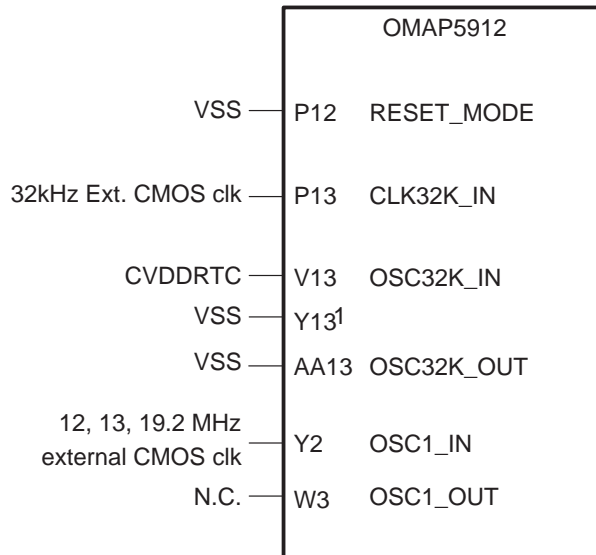 OMAP5912
VSS P12 RESET_MODE
32kHz Ext. CMOS clk P13 CLK32K_IN
CVDDRTC V13 OSC32K_IN
VSS Y131
VSS AA13 OSC32K_OUT
12, 13, 19.2 MHz
external CMOS clk Y2 OSC1_IN
N.C. W3 OSC1_OUT